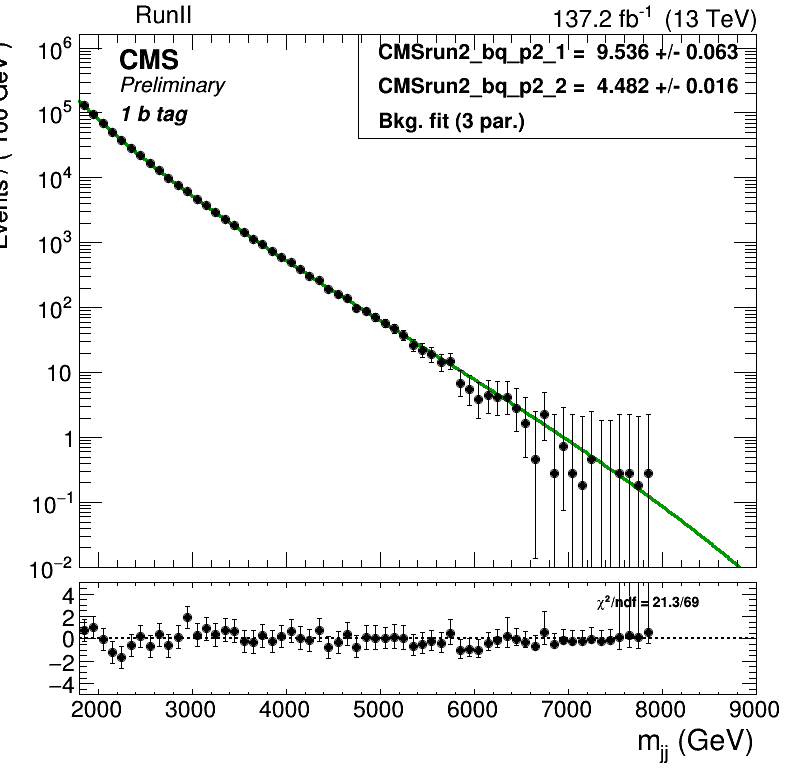 RunII
137.2 fb⁻¹ (13 TeV)
CMS
Preliminary
1 b tag
CMSrun2_bq_p2_1 = 9.536 +/- 0.063
CMSrun2_bq_p2_2 = 4.482 +/- 0.016
Bkg. fit (3 par.)
10⁶
10⁵
10⁴
10³
10²
10
1
10⁻¹
10⁻²
χ²/ndf = 21.3/69
4
2
0
−2
−4
2000 3000 4000 5000 6000 7000 8000 9000
mjj (GeV)